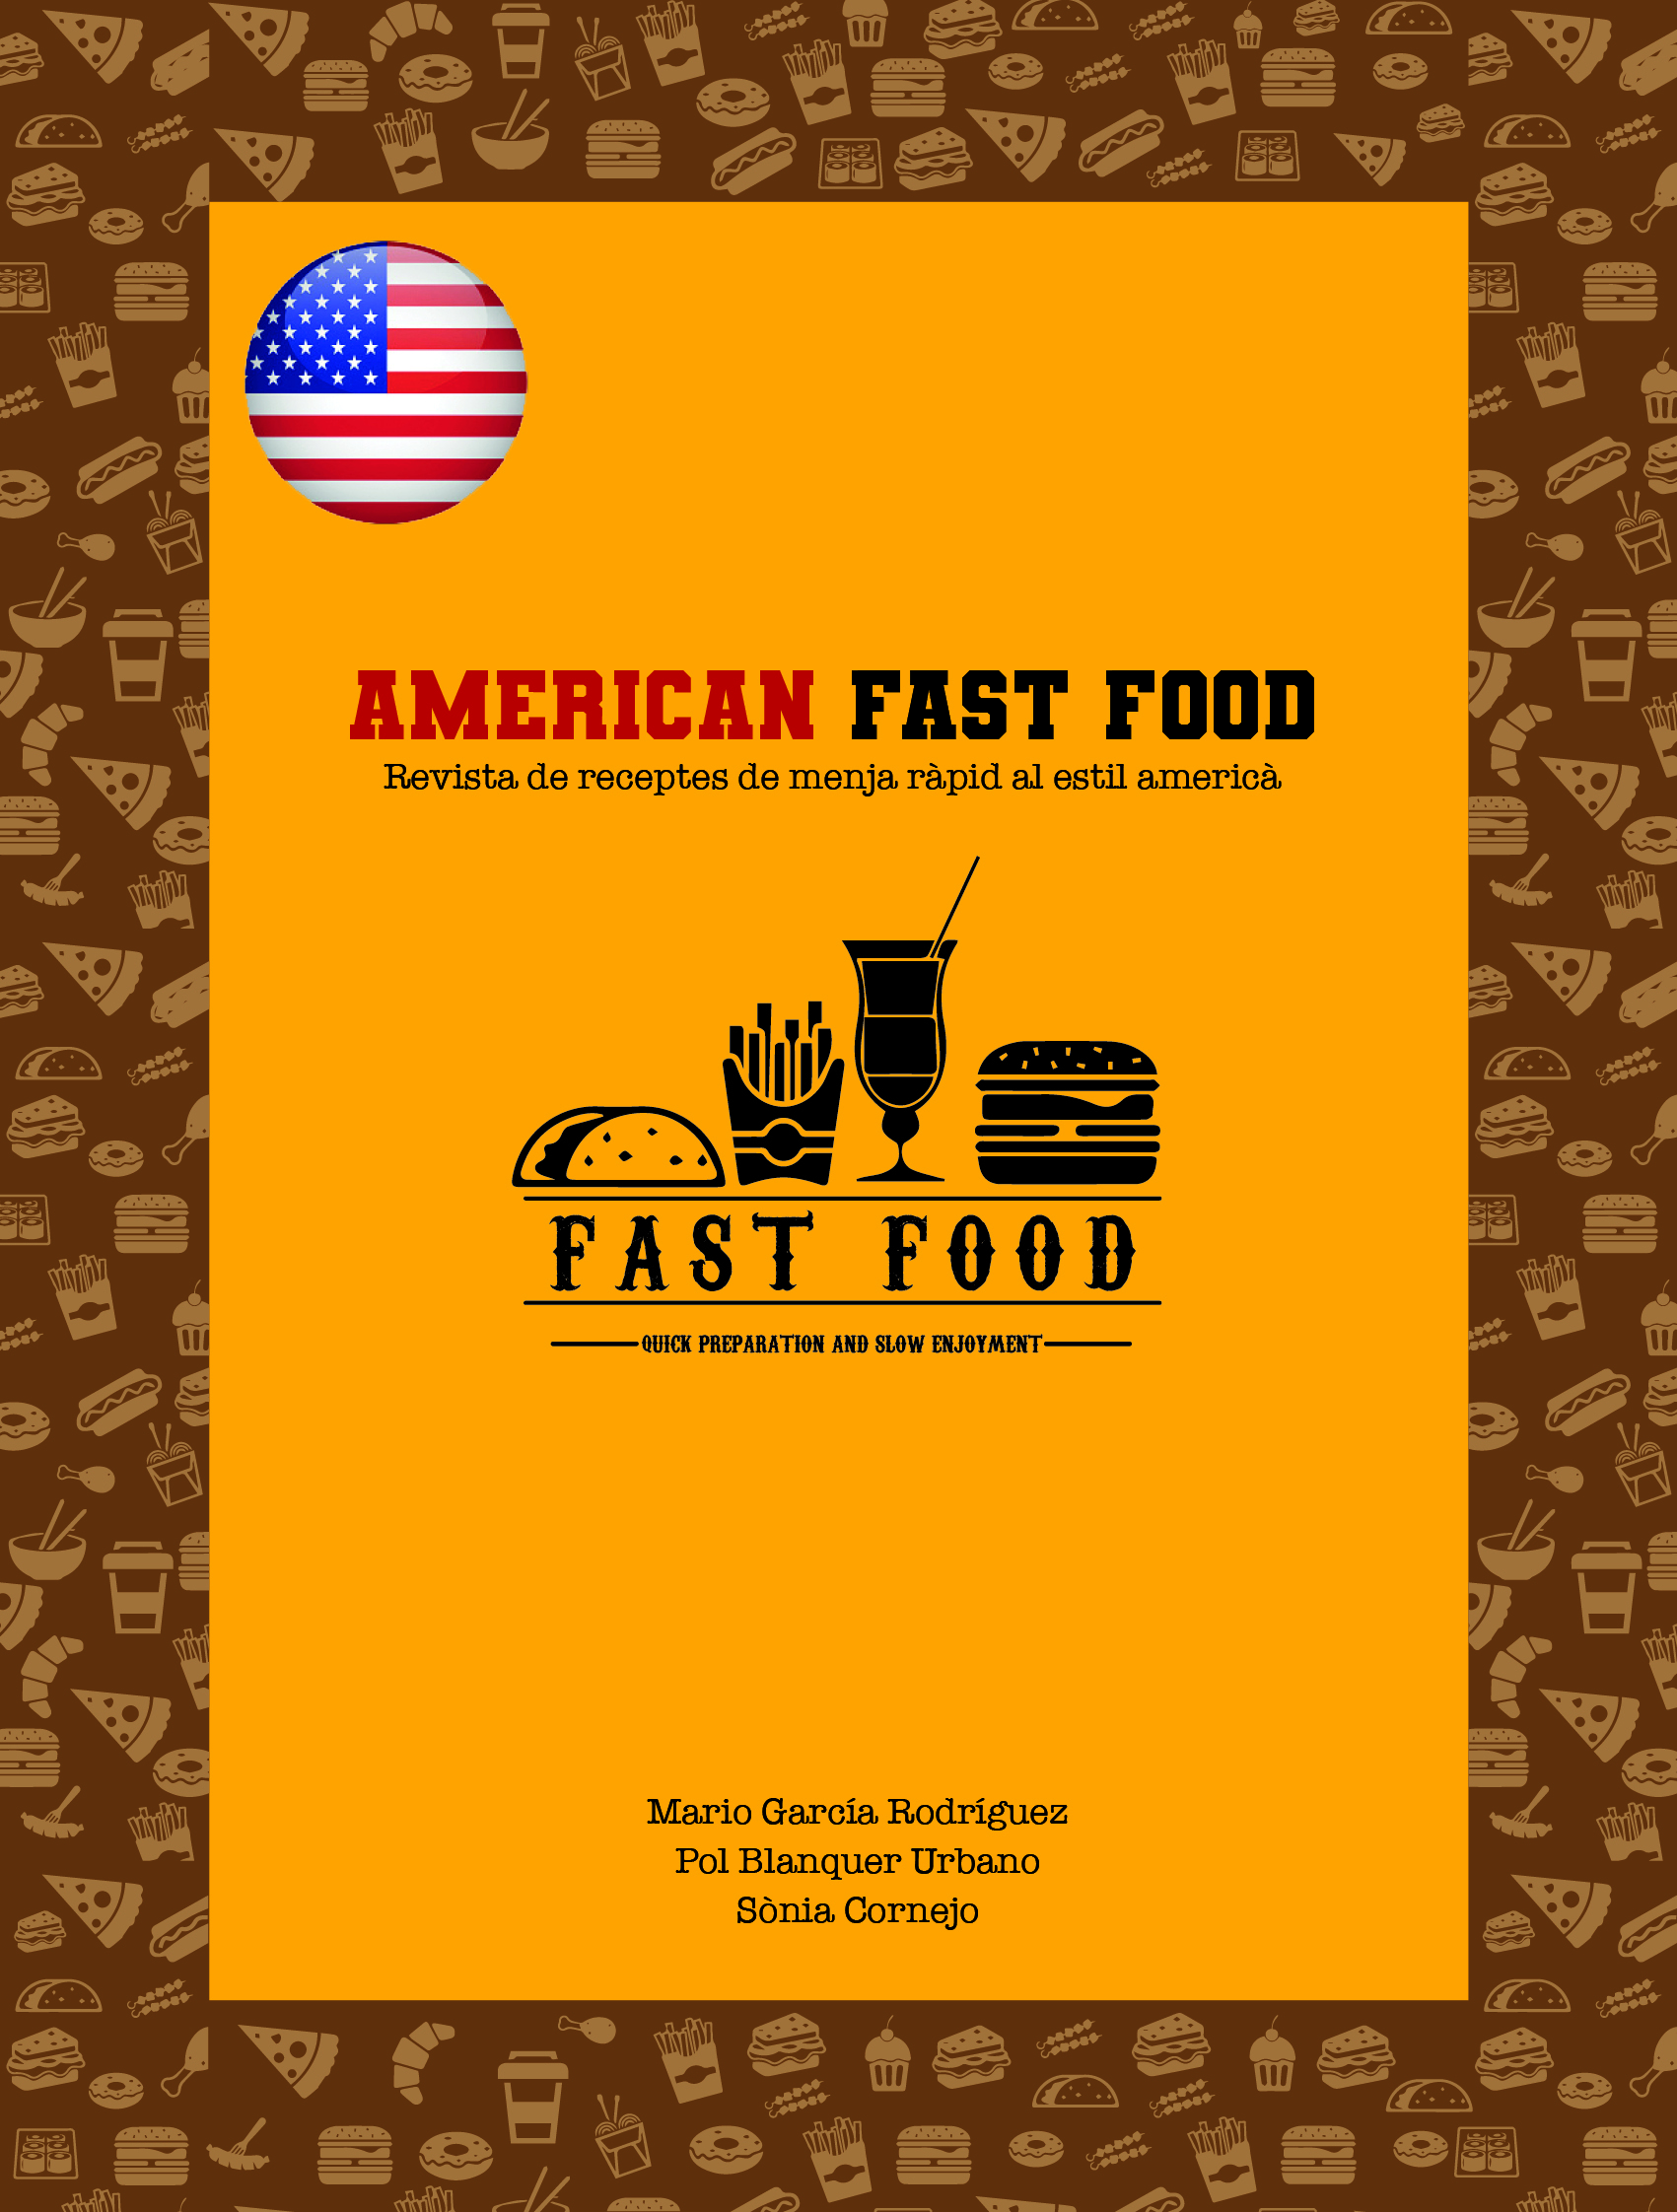 AMERICAN FAST FOOD
Revista de receptes de menja ràpid al estil americà
FAST FOOD
QUICK PREPARATION AND SLOW ENJOYMENT
Mario García Rodríguez
Pol Blanquer Urbano
Sònia Cornejo